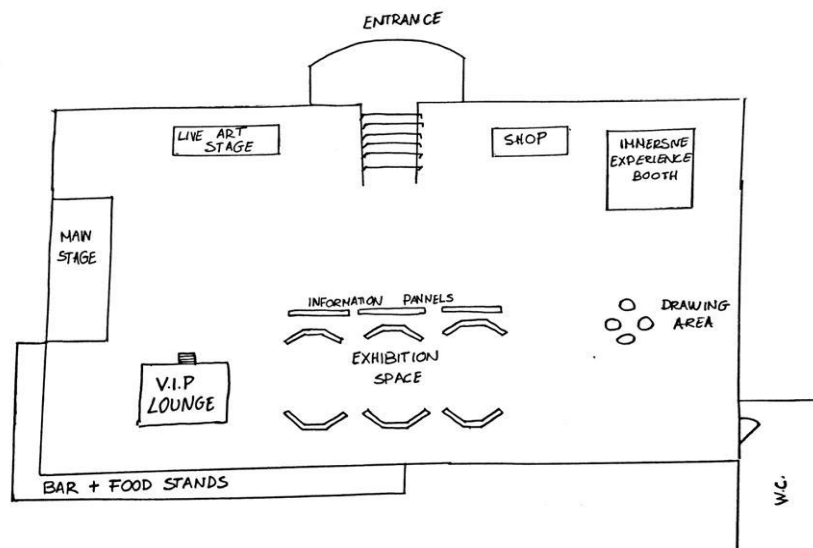 ENTRANCE
LIVE ART
STAGE
SHOP
IMMERSIVE
EXPERIENCE
BOOTH
MAIN
STAGE
INFORMATION PANNELS
DRAWING
AREA
EXHIBITION
SPACE
V.I.P
LOUNGE
BAR + FOOD STANDS
W.C.